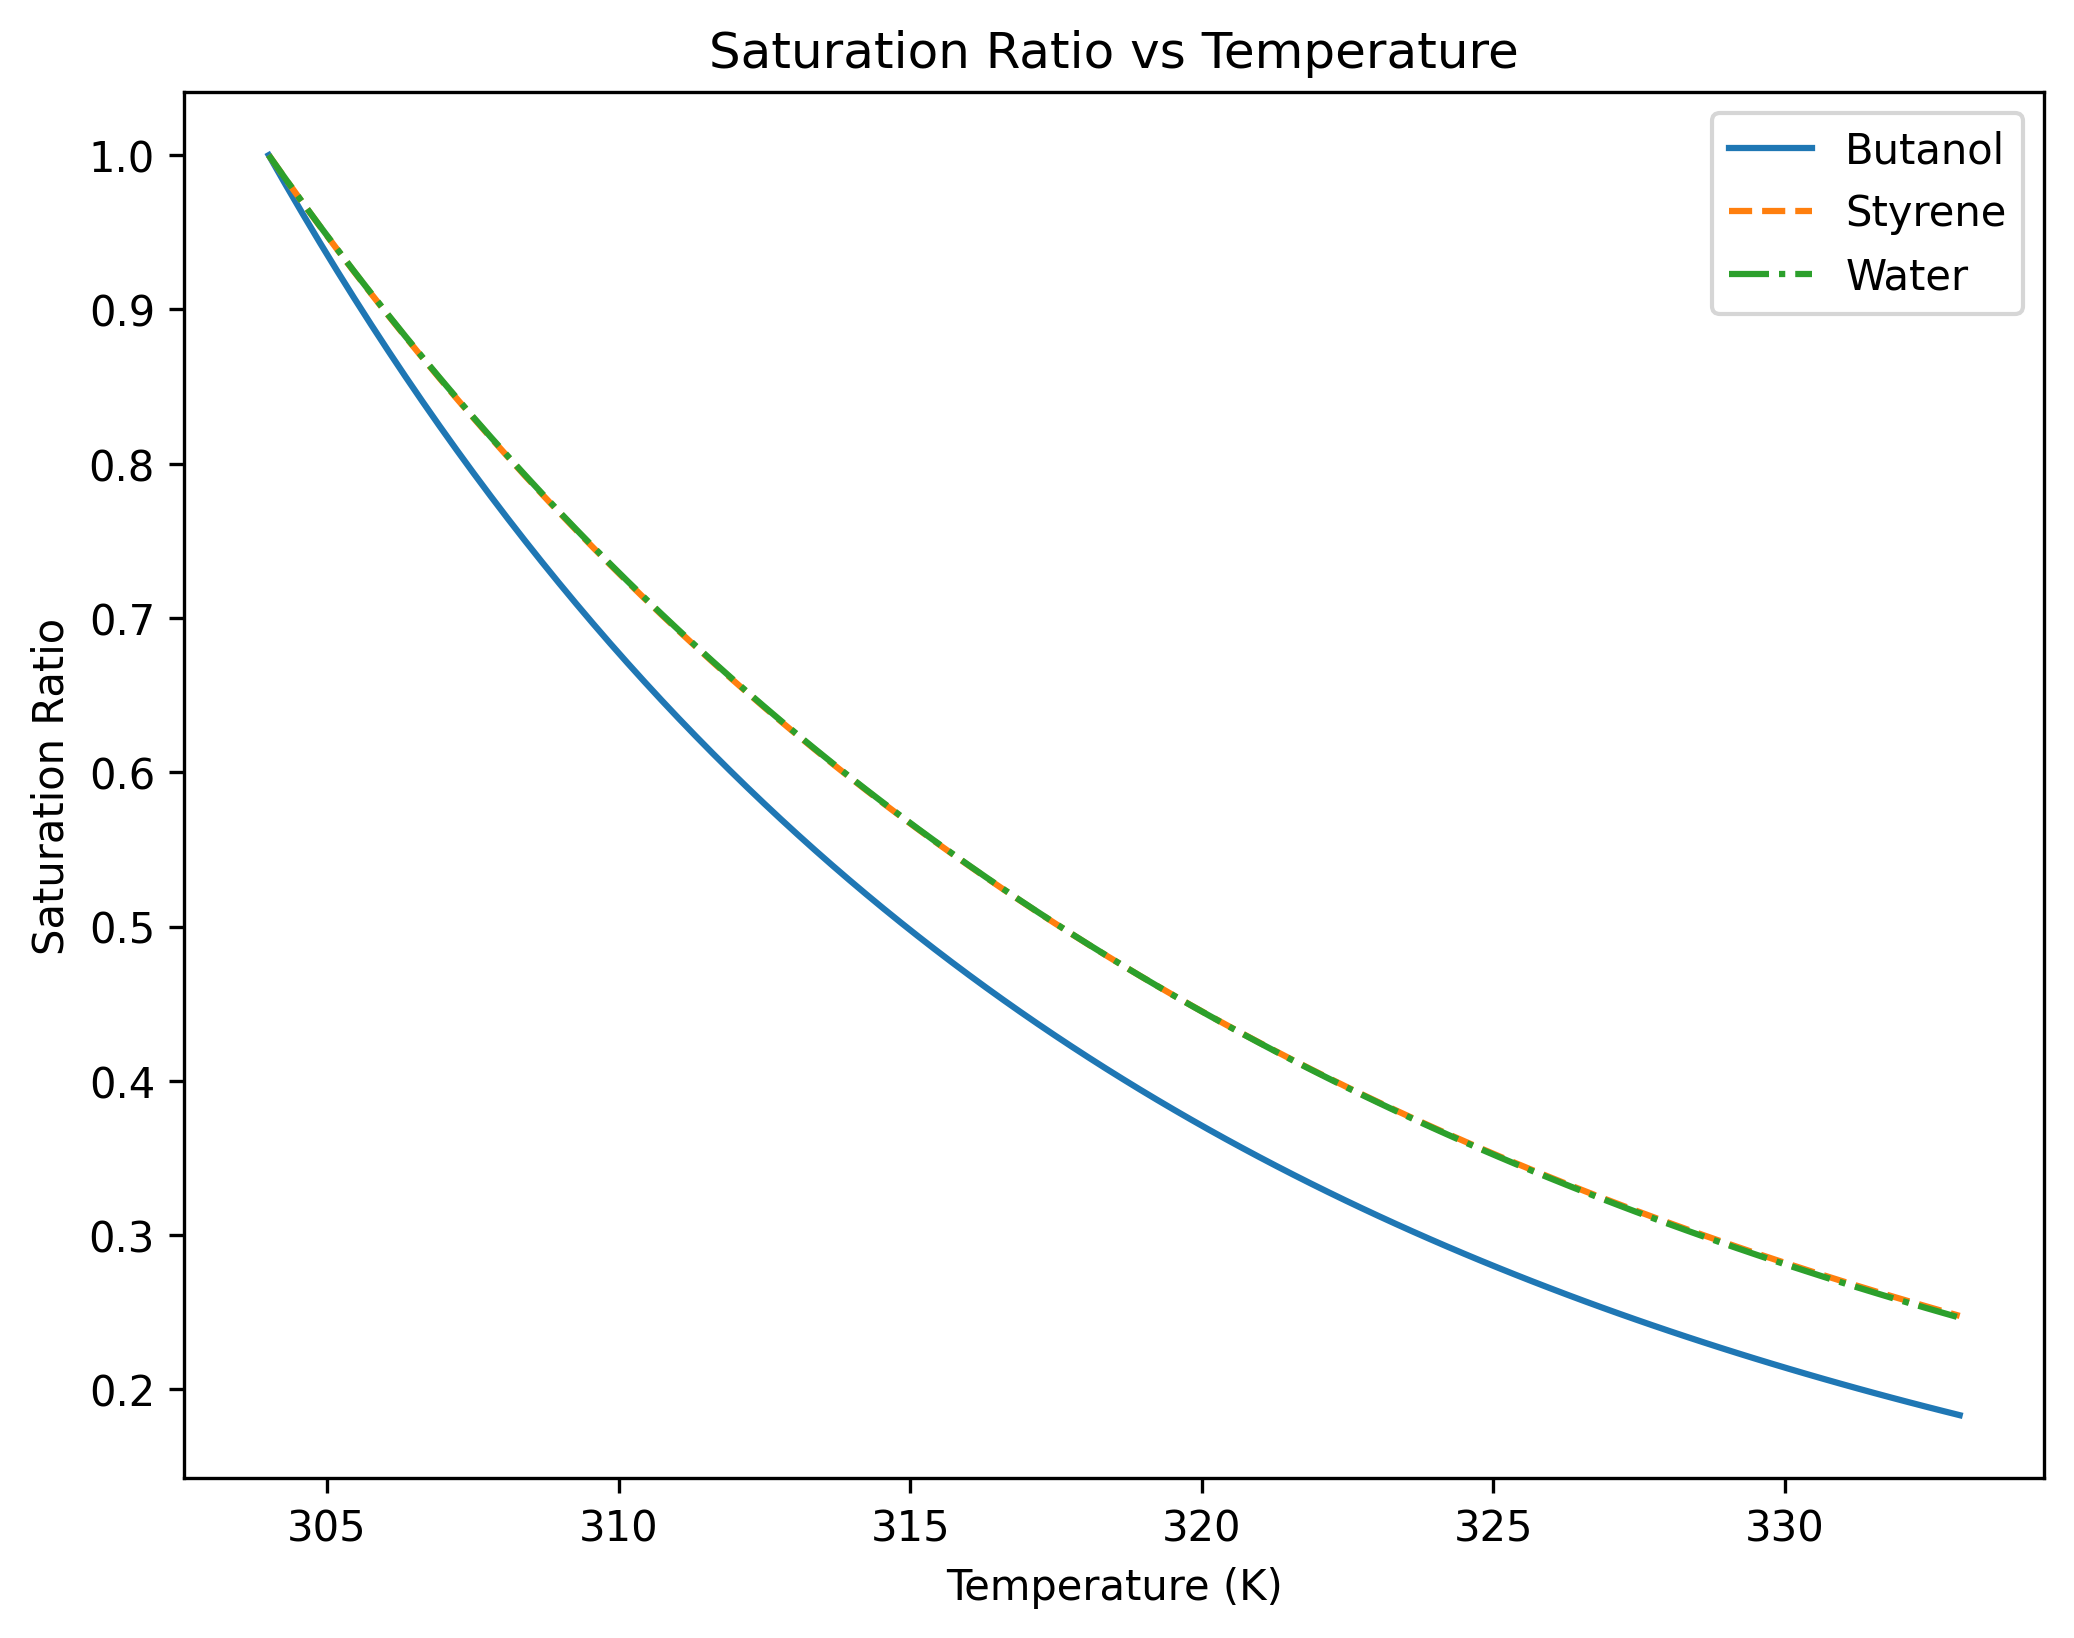 Saturation Ratio vs Temperature
Butanol
Styrene
Water
Saturation Ratio
1.0
0.9
0.8
0.7
0.6
0.5
0.4
0.3
0.2
305 310 315 320 325 330
Temperature (K)